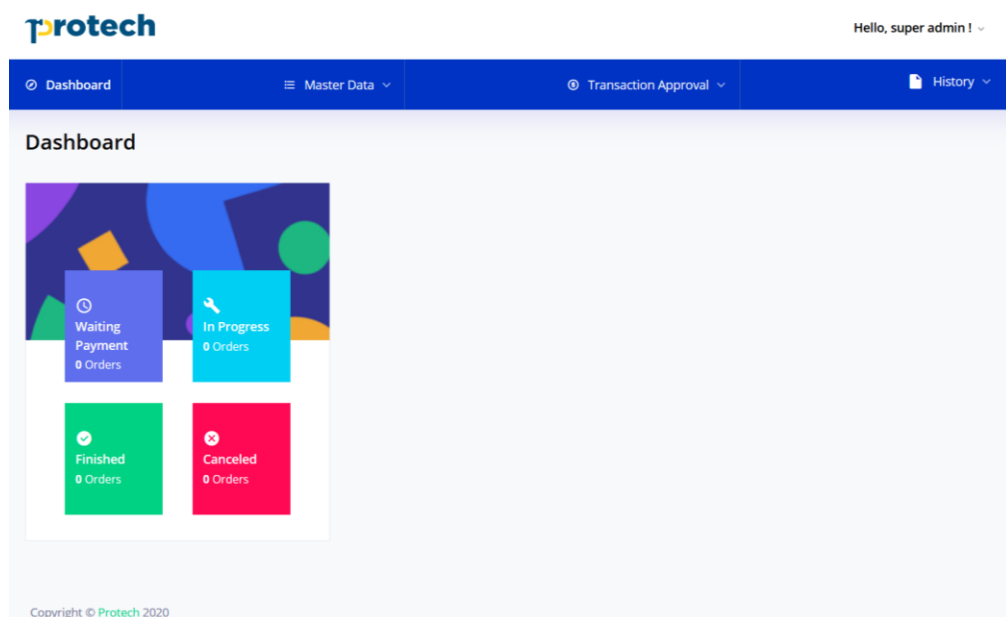 protech
Hello, super admin !
Dashboard
Master Data
Transaction Approval
History
Dashboard
Waiting
Payment
0 Orders
In Progress
0 Orders
Finished
0 Orders
Canceled
0 Orders
Copyright © Protech 2020